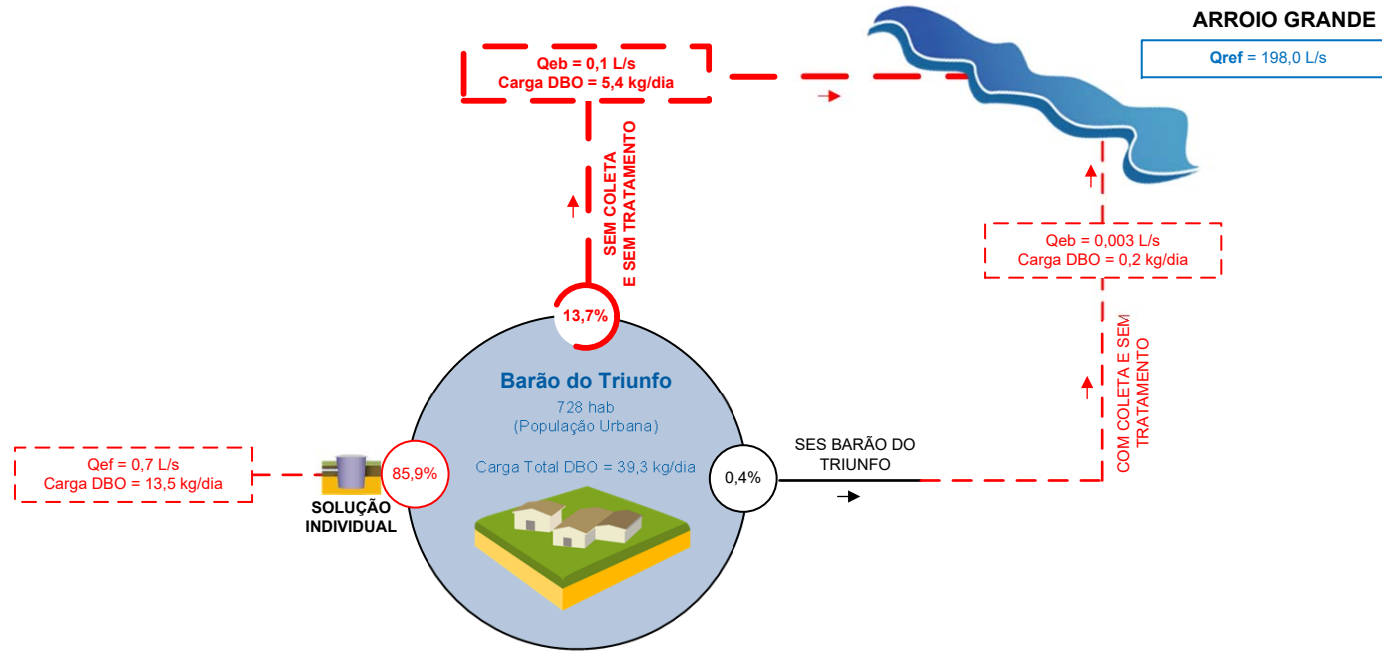 ARROIO GRANDE
Qref = 198,0 L/s
Qeb = 0,1 L/s
Carga DBO = 5,4 kg/dia
SEM COLETA
E SEM TRATAMENTO
Qeb = 0,003 L/s
Carga DBO = 0,2 kg/dia
COM COLETA E SEM
TRATAMENTO
13,7%
Barão do Triunfo
728 hab
(População Urbana)
Carga Total DBO = 39,3 kg/dia
Qef = 0,7 L/s
Carga DBO = 13,5 kg/dia
SOLUÇÃO
INDIVIDUAL
85,9%
0,4%
SES BARÃO DO
TRIUNFO